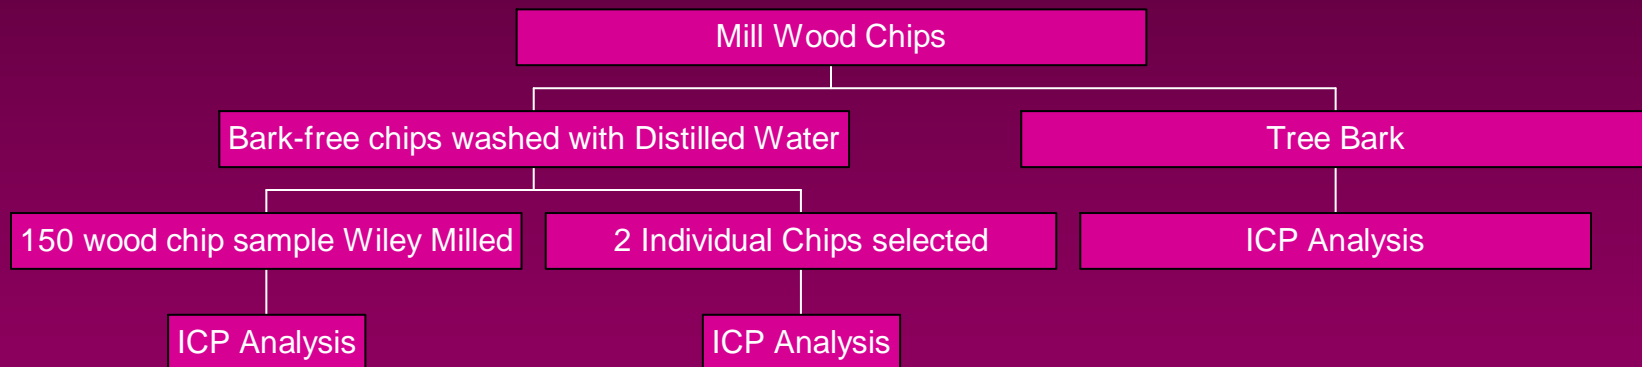 Mill Wood Chips
Bark-free chips washed with Distilled Water
Tree Bark
150 wood chip sample Wiley Milled
2 Individual Chips selected
ICP Analysis
ICP Analysis
ICP Analysis